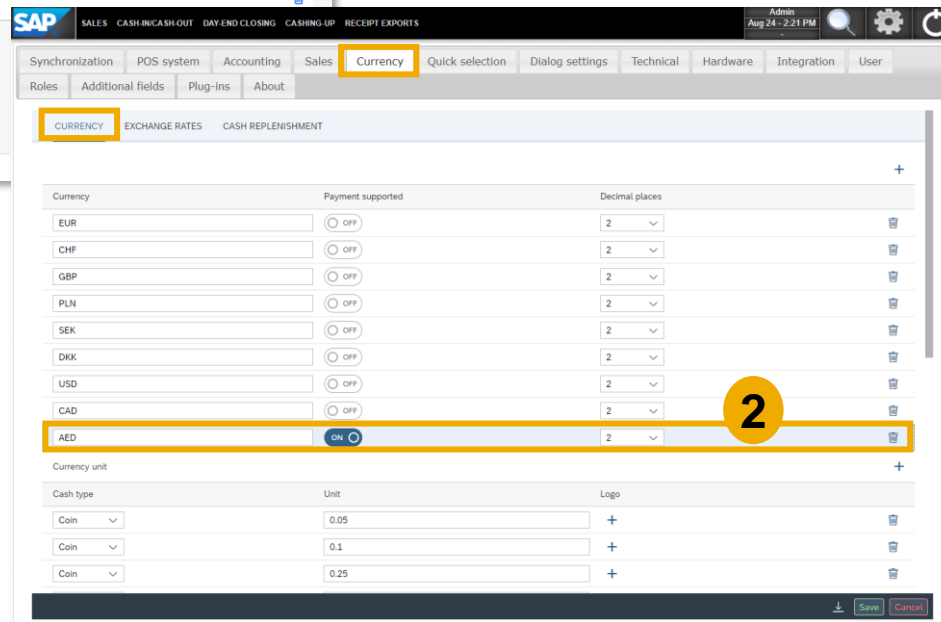 SAP SALES CASH-IN/CASH-OUT DAY-END CLOSING CASHING-UP RECEIPT EXPORTS
Admin
Aug 24 - 2:21 PM
-
Synchronization POS system Accounting Sales Currency Quick selection Dialog settings Technical Hardware Integration User
Roles Additional fields Plug-ins About
CURRENCY EXCHANGE RATES CASH REPLENISHMENT
+
Currency Payment supported Decimal places
EUR OFF 2
CHF OFF 2
GBP OFF 2
PLN OFF 2
SEK OFF 2
DKK OFF 2
USD OFF 2
CAD OFF 2
2
AED ON 2
Currency unit +
Cash type Unit Logo
Coin 0.05 +
Coin 0.1 +
Coin 0.25 +
Save Cancel